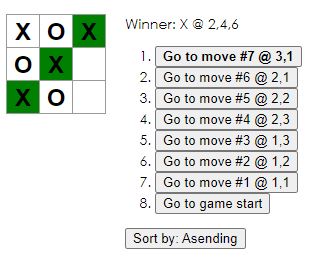 X O X
O X
X O
Winner: X @ 2,4,6
1. Go to move #7 @ 3,1
2. Go to move #6 @ 2,1
3. Go to move #5 @ 2,2
4. Go to move #4 @ 2,3
5. Go to move #3 @ 1,3
6. Go to move #2 @ 1,2
7. Go to move #1 @ 1,1
8. Go to game start
Sort by: Asending